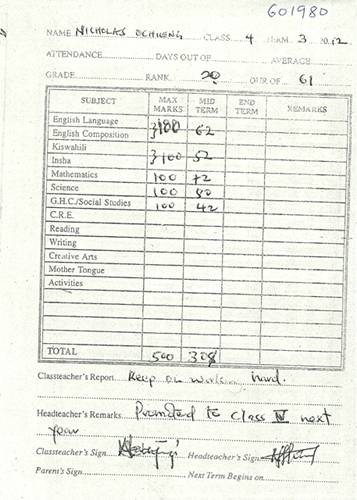 601980
NAME NICHOLAS OCHIENG CLASS 4 TERM 3 2012
ATTENDANCE DAYS OUT OF AVERAGE
GRADE RANK 20 OUR OF 61
SUBJECT MAX MARKS MID TERM END TERM REMARKS
English Language
English Composition 100 62
Kiswahili
Insha 100 52
Mathematics 100 72
Science 100 80
G.H.C./Social Studies 100 42
C.R.E.
Reading
Writing
Creative Arts
Mother Tongue
Activities
TOTAL 500 308
Classteacher's Report Keep on working hard.
Headteacher's Remarks Promoted to class IV next
year
Classteacher's Sign Headteacher's Sign
Parent's Sign Next Term Begins on